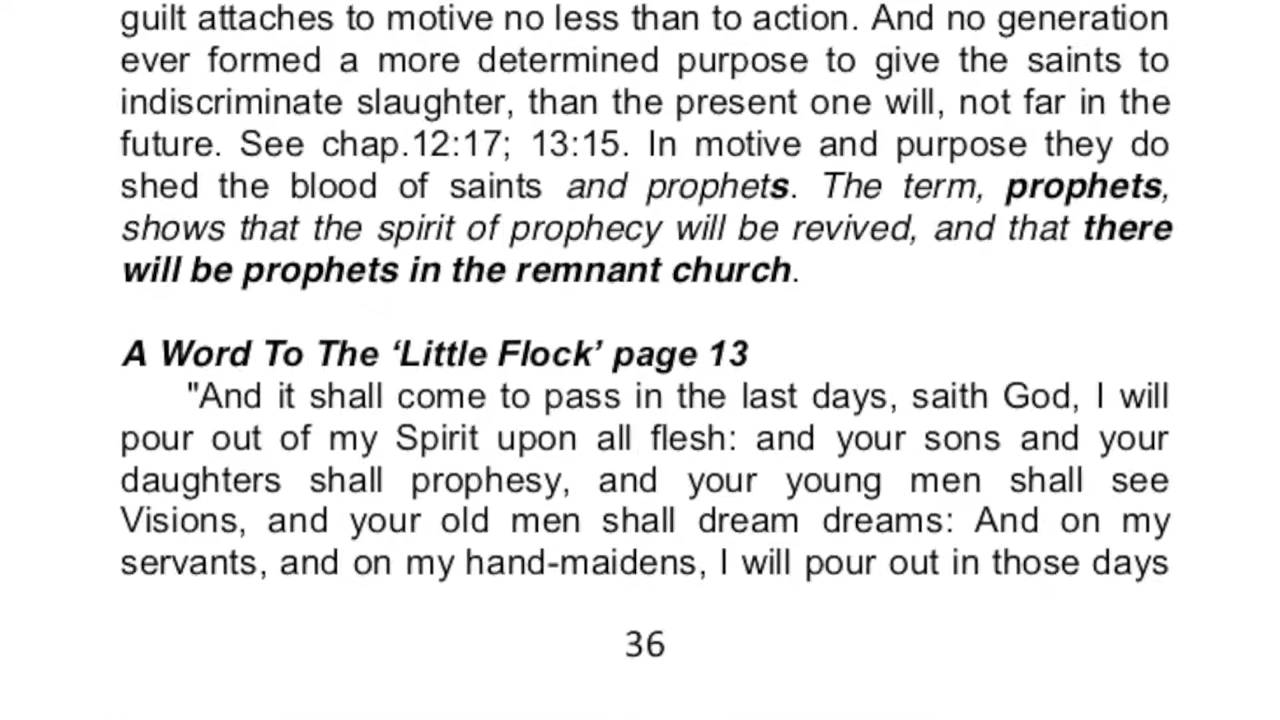 guilt attaches to motive no less than to action. And no generation
ever formed a more determined purpose to give the saints to
indiscriminate slaughter, than the present one will, not far in the
future. See chap.12:17; 13:15. In motive and purpose they do
shed the blood of saints and prophets. The term, prophets,
shows that the spirit of prophecy will be revived, and that there
will be prophets in the remnant church.
A Word To The ‘Little Flock’ page 13
"And it shall come to pass in the last days, saith God, I will
pour out of my Spirit upon all flesh: and your sons and your
daughters shall prophesy, and your young men shall see
Visions, and your old men shall dream dreams: And on my
servants, and on my hand-maidens, I will pour out in those days
36